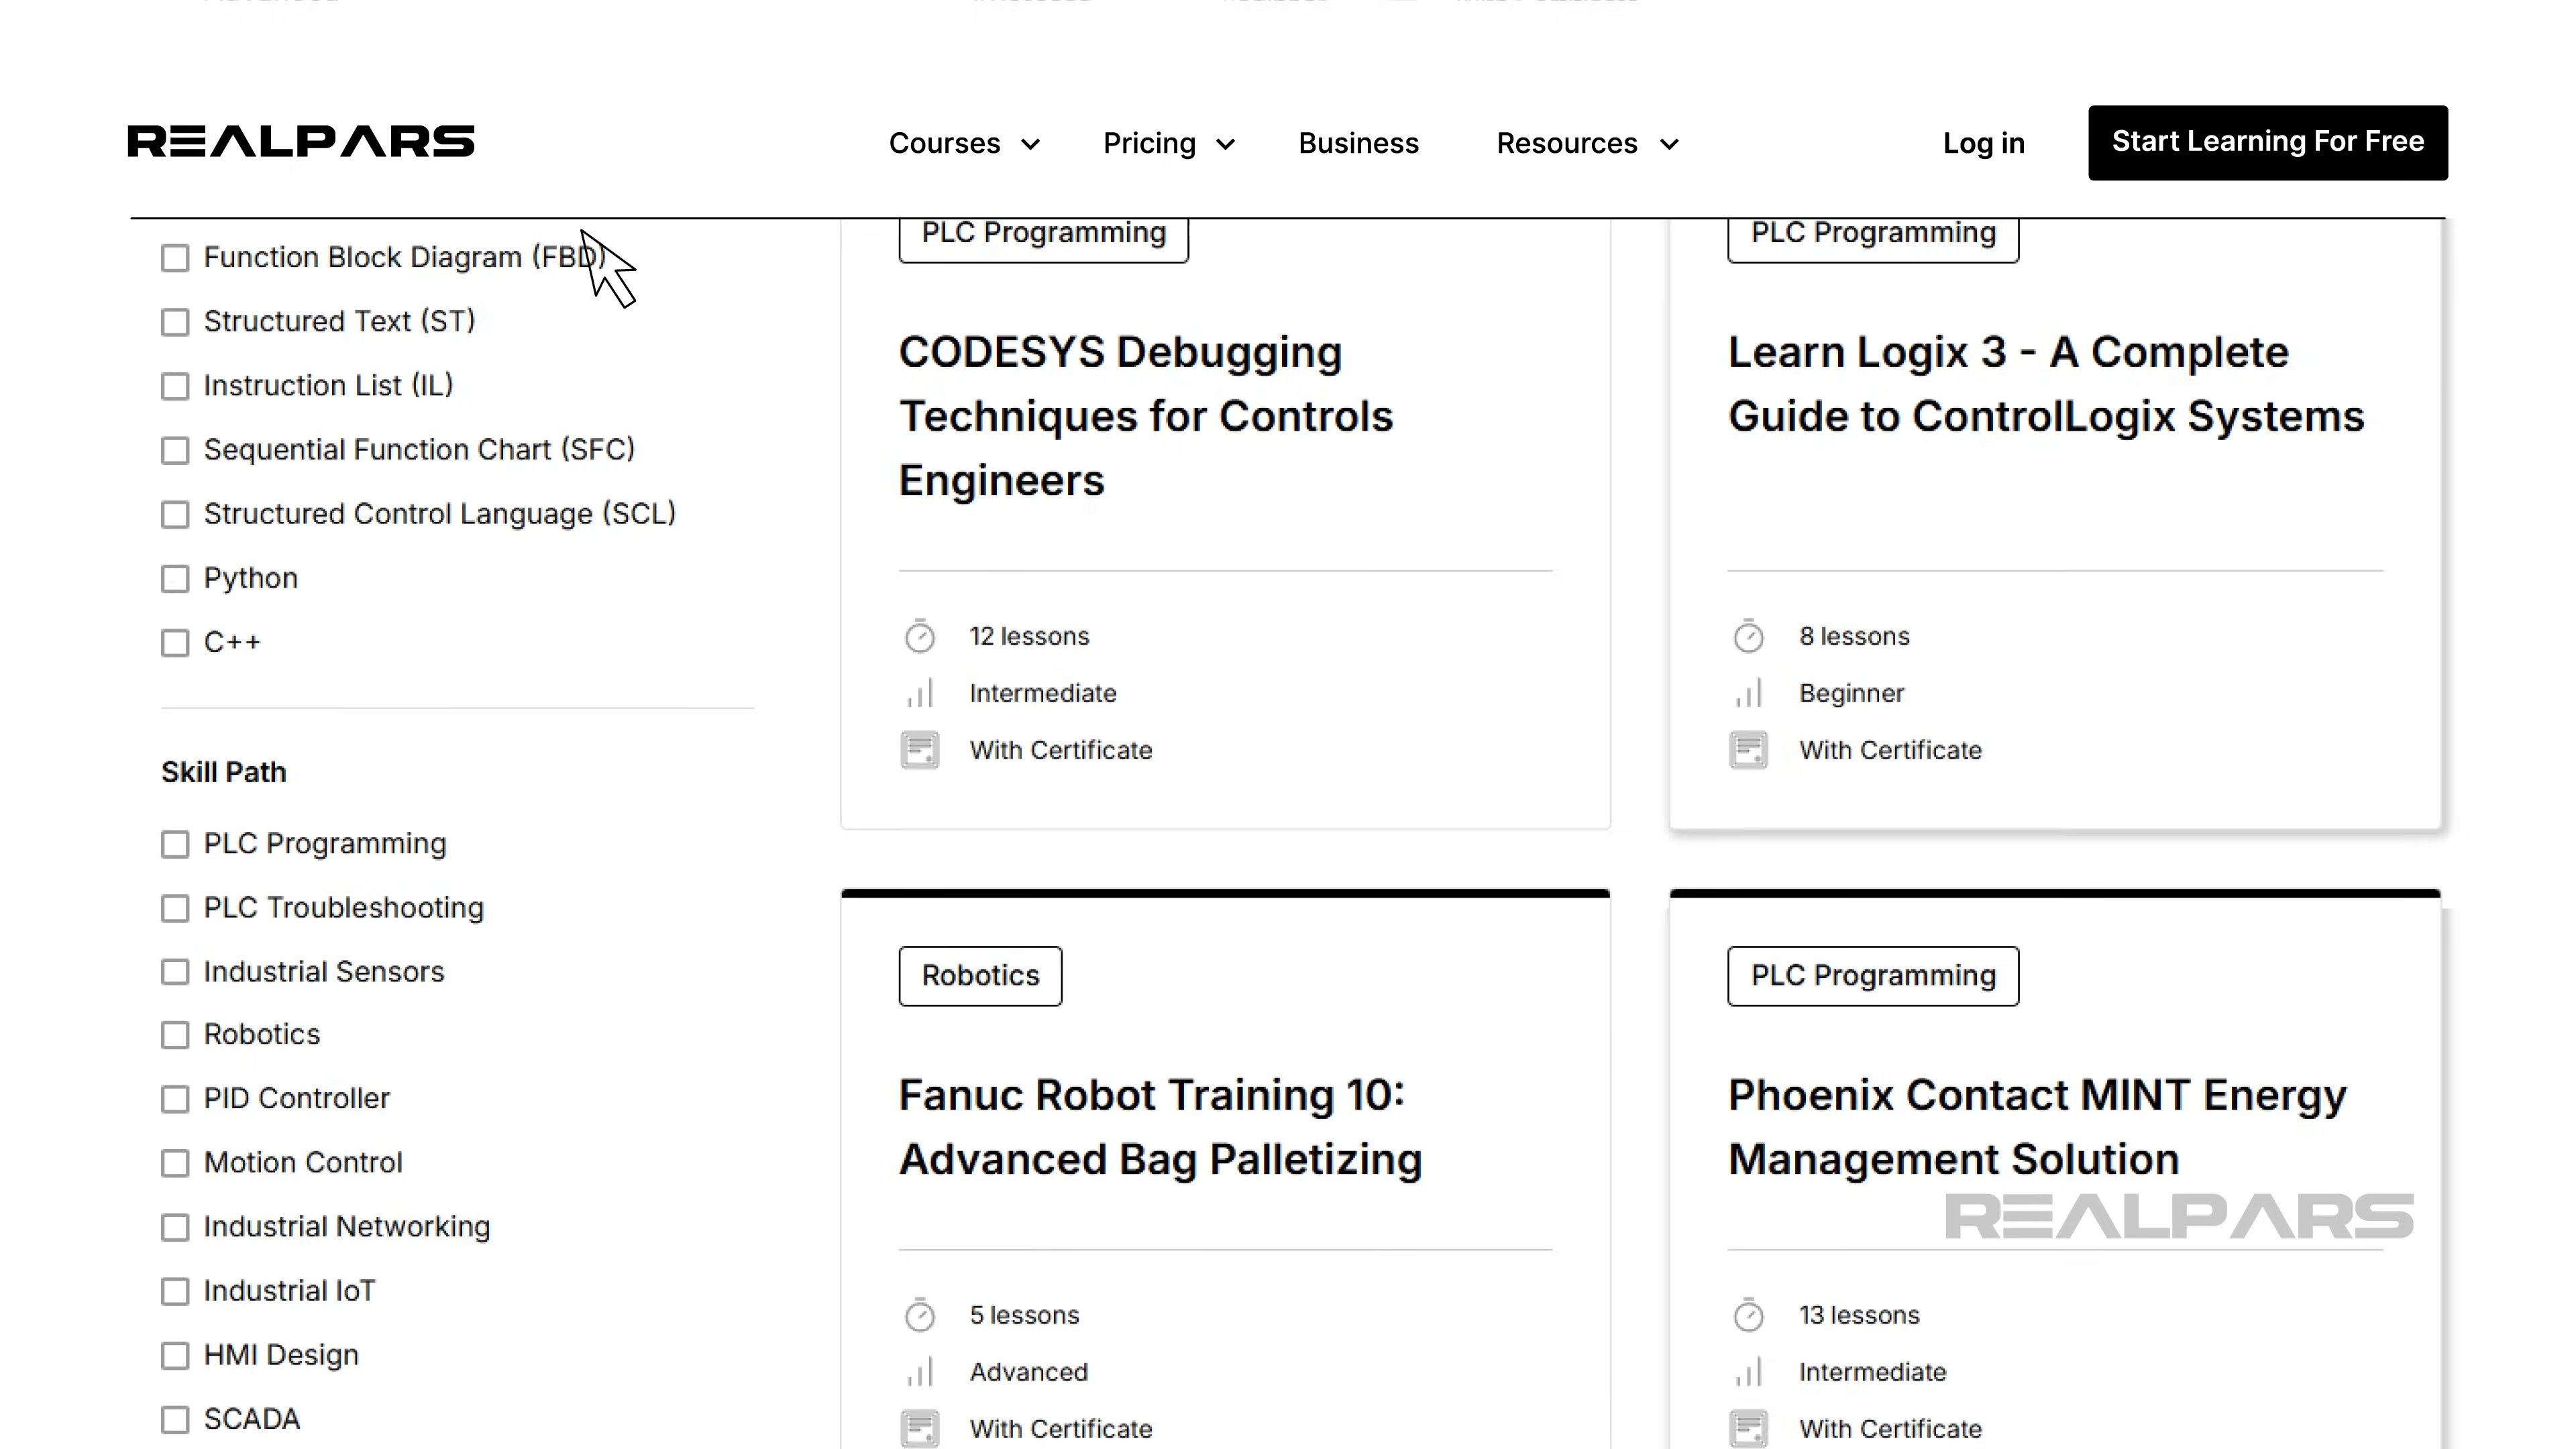 REALPARS
Courses
Pricing
Business
Resources
Log in
Start Learning For Free
Function Block Diagram (FBD)
Structured Text (ST)
Instruction List (IL)
Sequential Function Chart (SFC)
Structured Control Language (SCL)
Python
C++
Skill Path
PLC Programming
PLC Troubleshooting
Industrial Sensors
Robotics
PID Controller
Motion Control
Industrial Networking
Industrial IoT
HMI Design
SCADA
PLC Programming
CODESYS Debugging
Techniques for Controls
Engineers
12 lessons
Intermediate
With Certificate
PLC Programming
Learn Logix 3 - A Complete
Guide to ControlLogix Systems
8 lessons
Beginner
With Certificate
Robotics
Fanuc Robot Training 10:
Advanced Bag Palletizing
5 lessons
Advanced
With Certificate
PLC Programming
Phoenix Contact MINT Energy
Management Solution
REALPARS
13 lessons
Intermediate
With Certificate